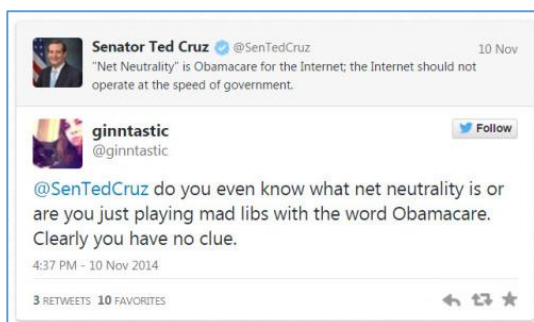 Senator Ted Cruz @SenTedCruz 10 Nov
"Net Neutrality" is Obamacare for the Internet; the Internet should not
operate at the speed of government.
ginntastic
@ginntastic
Follow
@SenTedCruz do you even know what net neutrality is or
are you just playing mad libs with the word Obamacare.
Clearly you have no clue.
4:37 PM - 10 Nov 2014
3 RETWEETS 10 FAVORITES